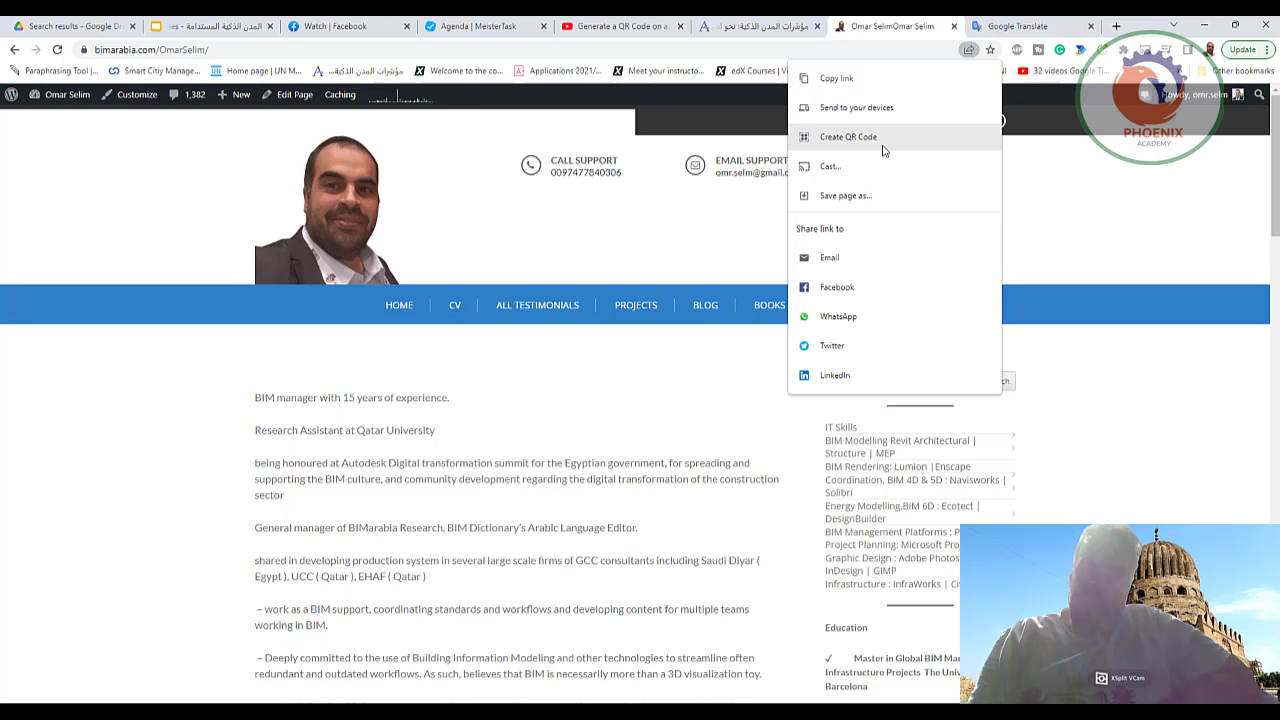 Search results - Google D
المدن الذكية المستدامة - es
Watch | Facebook
Agenda | MeisterTask
Generate a QR Code on an
مؤشرات المدن الذكية: نحو
Omar SelimOmar Selim
Google Translate
bimarabia.com/OmarSelim/
Update
Paraphrasing Tool |
Smart Citiy Manage...
Home page | UN M...
مؤشرات المدن الذكية...
Welcome to the co...
Applications 2021/...
Meet your instructo...
edX Courses | V
32 videos Google Ti
Other bookmarks
Omar Selim
Customize
1,382
New
Edit Page
Caching
Howdy, omr.selm
PHOENIX
ACADEMY
Copy link
Send to your devices
Create QR Code
Cast...
Save page as...
Share link to
Email
Facebook
WhatsApp
Twitter
LinkedIn
CALL SUPPORT
0097477840306
EMAIL SUPPORT
omr.selm@gmail.c
HOME
CV
ALL TESTIMONIALS
PROJECTS
BLOG
BOOKS
BIM manager with 15 years of experience.
Research Assistant at Qatar University
being honoured at Autodesk Digital transformation summit for the Egyptian government, for spreading and
supporting the BIM culture, and community development regarding the digital transformation of the construction
sector
General manager of BIMarabia Research, BIM Dictionary's Arabic Language Editor.
shared in developing production system in several large scale firms of GCC consultants including Saudi Diyar (
Egypt ), UCC ( Qatar ), EHAF ( Qatar )
– work as a BIM support, coordinating standards and workflows and developing content for multiple teams
working in BIM.
– Deeply committed to the use of Building Information Modeling and other technologies to streamline often
redundant and outdated workflows. As such, believes that BIM is necessarily more than a 3D visualization toy.
ch
IT Skills
BIM Modelling Revit Architectural |
Structure | MEP
BIM Rendering: Lumion |Enscape
Coordination, BIM 4D & 5D : Navisworks |
Solibri
Energy Modelling,BIM 6D : Ecotect |
DesignBuilder
BIM Management Platforms : P
Project Planning: Microsoft Pro
Graphic Design : Adobe Photos
InDesign | GIMP
Infrastructure : InfraWorks | Ci
Education
✓ Master in Global BIM Mar
Infrastructure Projects The Uni
Barcelona
XSplit VCam